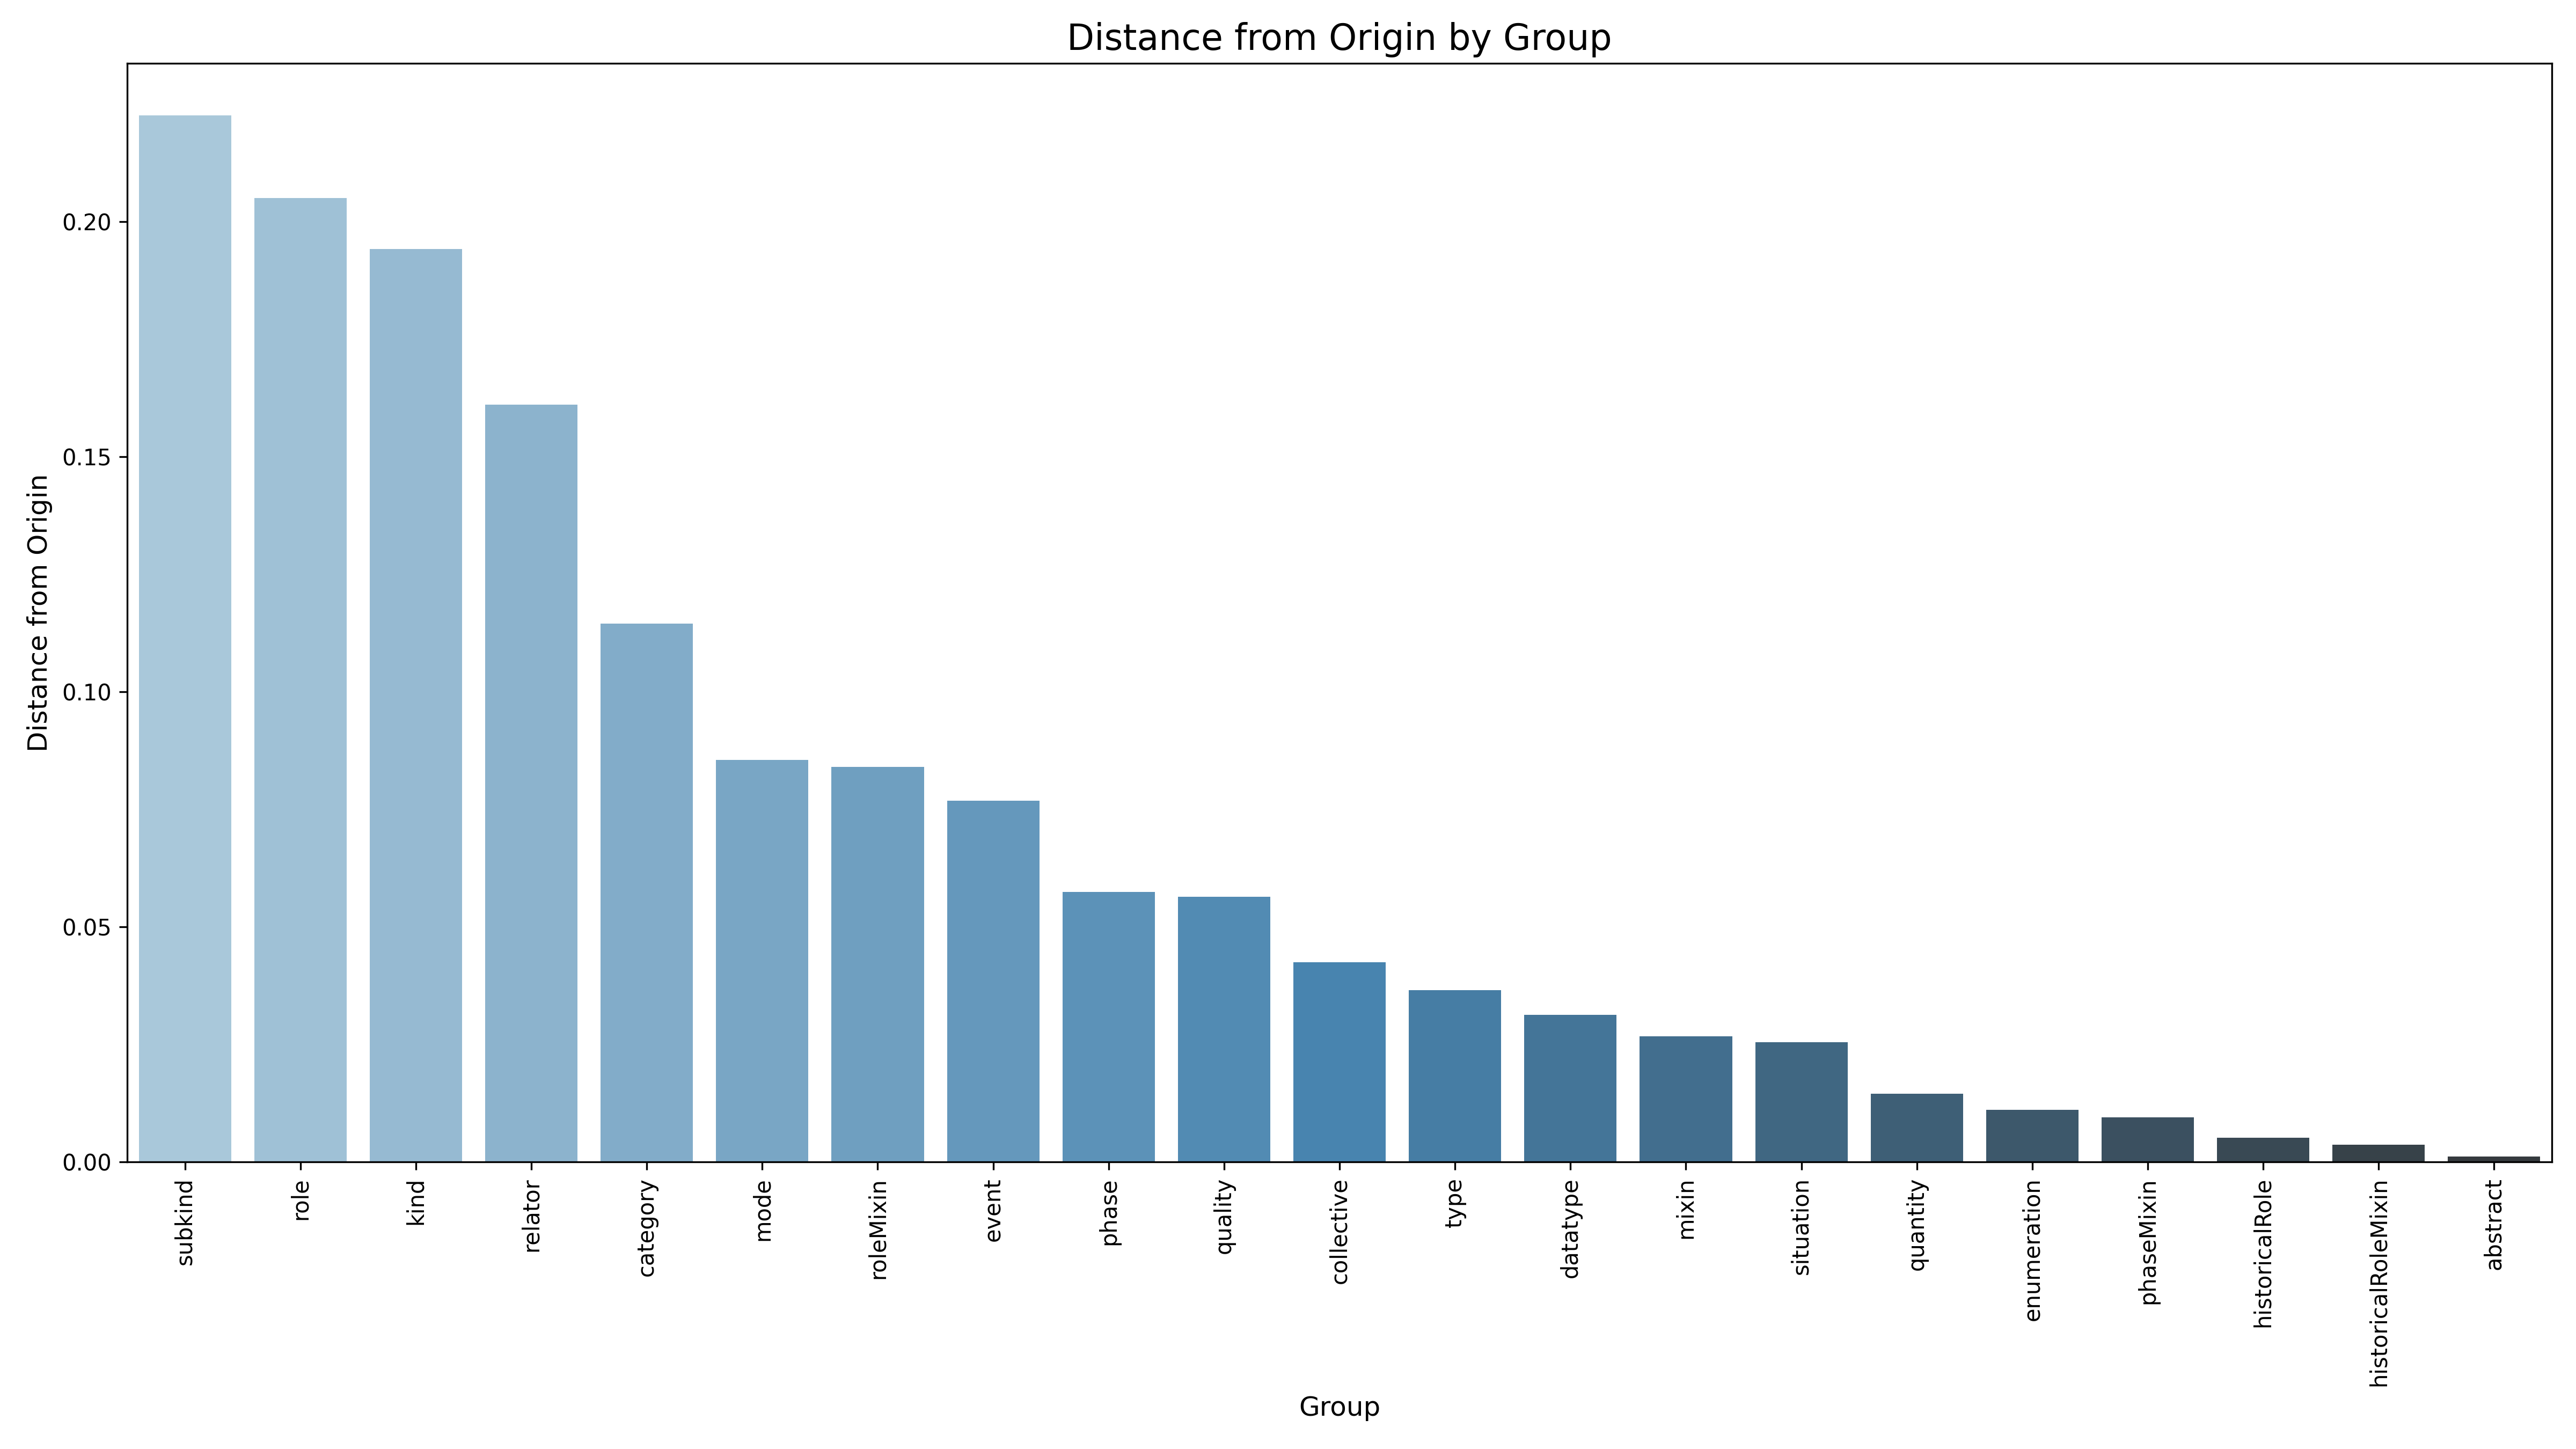 Distance from Origin by Group
Distance from Origin
0.20
0.15
0.10
0.05
0.00
subkind
role
kind
relator
category
mode
roleMixin
event
phase
quality
collective
type
datatype
mixin
situation
quantity
enumeration
phaseMixin
historicalRole
historicalRoleMixin
abstract
Group